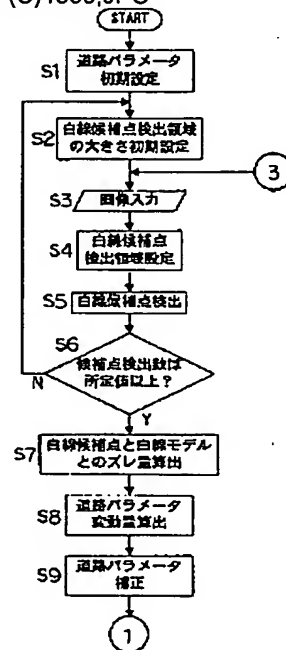 (C)1999,JPO
START
S1
道路パラメータ
初期設定
S2
白線候補点検出領域
の大きさ初期設定
3
S3
画像入力
S4
白線候補点
検出領域設定
S5
白線候補点検出
S6
候補点検出数は
所定値以上?
N
Y
S7
白線候補点と白線モデル
とのズレ量算出
S8
道路パラメータ
変動量算出
S9
道路パラメータ
補正
1